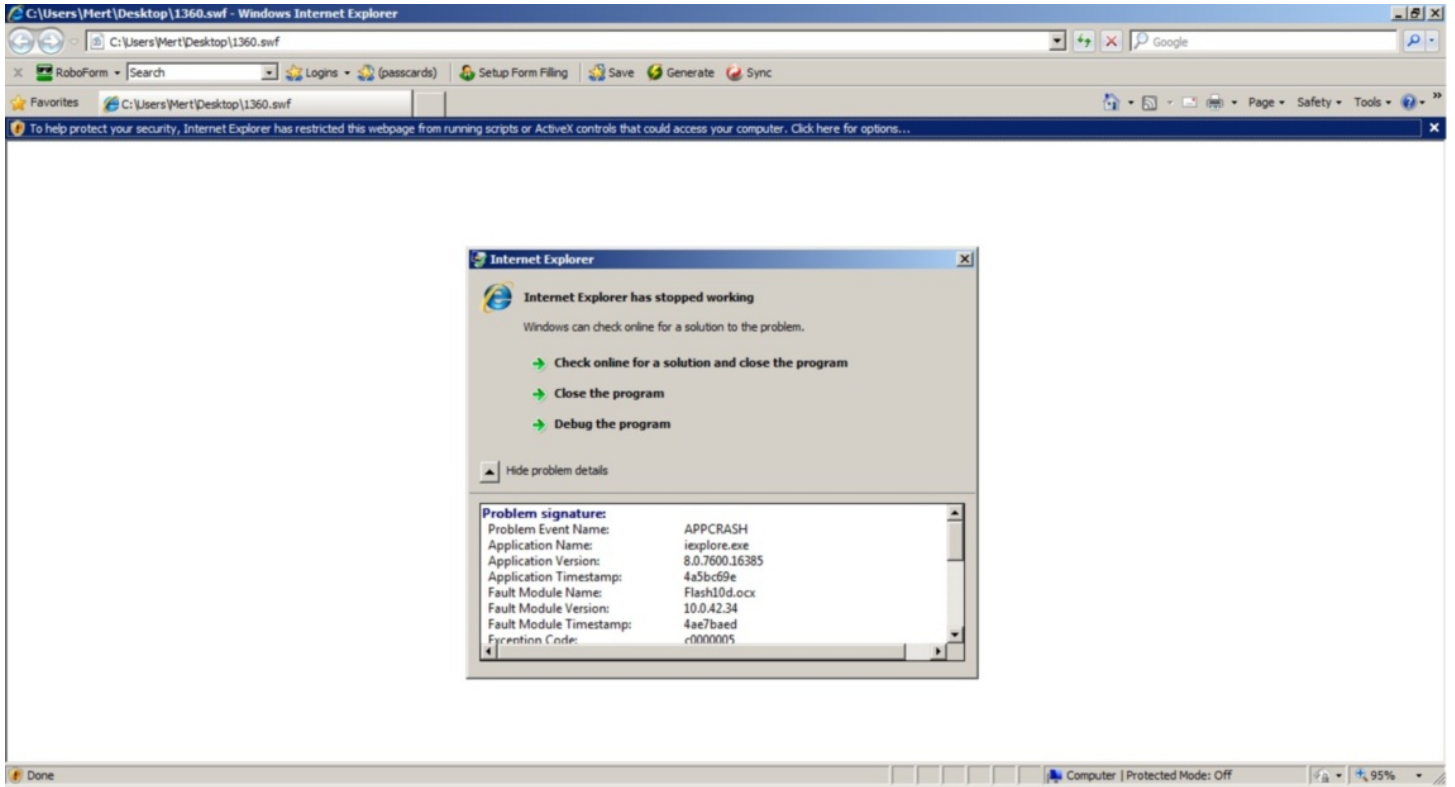 C:\Users\Mert\Desktop\1360.swf - Windows Internet Explorer
C:\Users\Mert\Desktop\1360.swf
Google
RoboForm Search Logins (passcards) Setup Form Filling Save Generate Sync
Favorites C:\Users\Mert\Desktop\1360.swf Page Safety Tools
To help protect your security, Internet Explorer has restricted this webpage from running scripts or ActiveX controls that could access your computer. Click here for options...
Internet Explorer
Internet Explorer has stopped working
Windows can check online for a solution to the problem.
Check online for a solution and close the program
Close the program
Debug the program
Hide problem details
Problem signature:
Problem Event Name: APPCRASH
Application Name: iexplore.exe
Application Version: 8.0.7600.16385
Application Timestamp: 4a5bc69e
Fault Module Name: Flash10d.ocx
Fault Module Version: 10.0.42.34
Fault Module Timestamp: 4ae7baed
Exception Code: c0000005
Done Computer | Protected Mode: Off 95%